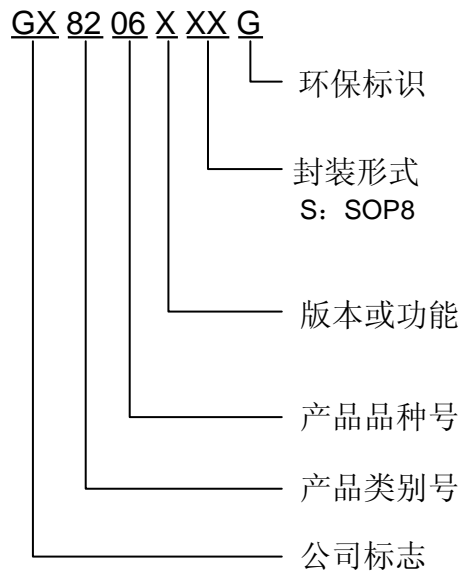 GX 82 06 X XX G
环保标识
封装形式
S：SOP8
版本或功能
产品品种号
产品类别号
公司标志